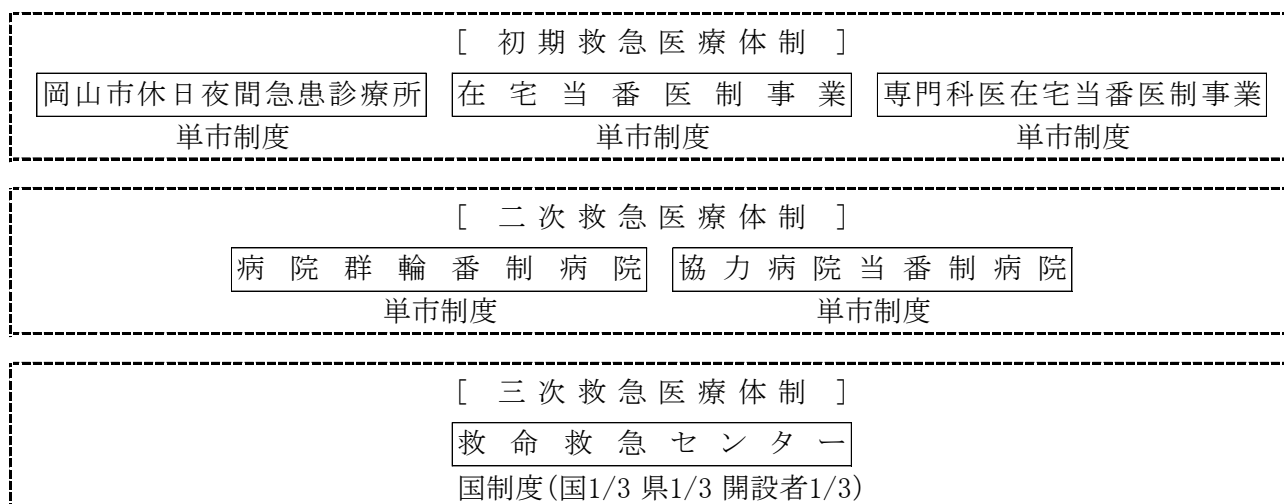 [ 初期救急医療体制 ]
岡山市休日夜間急患診療所 在宅当番医制事業 専門科医在宅当番医制事業
単市制度 単市制度 単市制度
[ 二次救急医療体制 ]
病院群輪番制病院 協力病院当番制病院
単市制度 単市制度
[ 三次救急医療体制 ]
救命救急センター
国制度(国1/3 県1/3 開設者1/3)